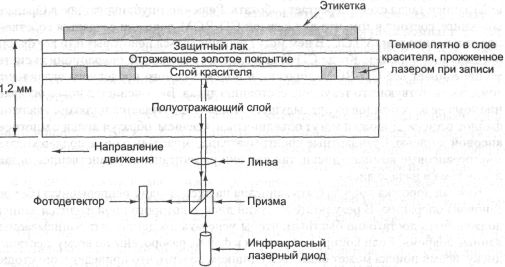 Этикетка
Защитный лак
Отражающее золотое покрытие
Слой красителя
Темное пятно в слое
красителя, прожженное
лазером при записи
1,2 мм
Полуотражающий слой
Направление
движения
Линза
Фотодетектор
Призма
Инфракрасный
лазерный диод